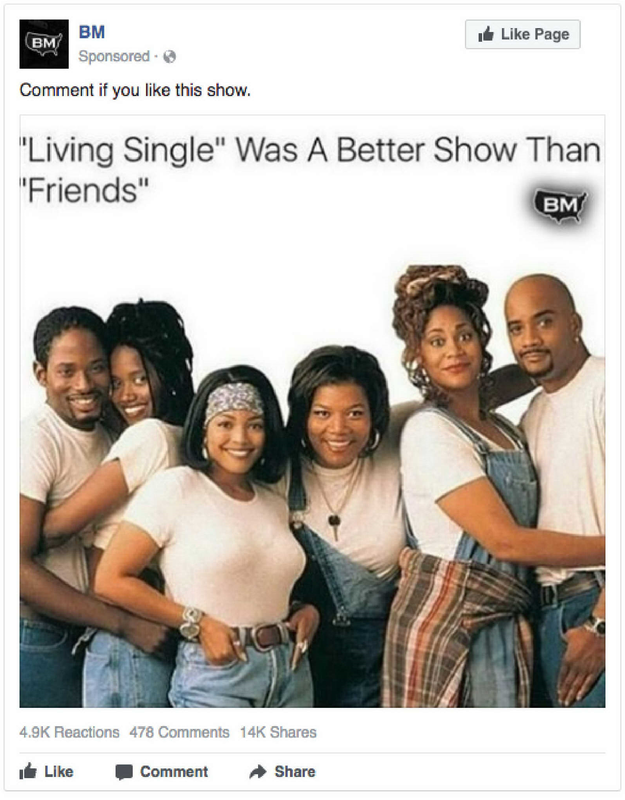 BM
BM
Like Page
Sponsored ·
Comment if you like this show.
"Living Single" Was A Better Show Than
"Friends"
BM
4.9K Reactions 478 Comments 14K Shares
Like Comment Share